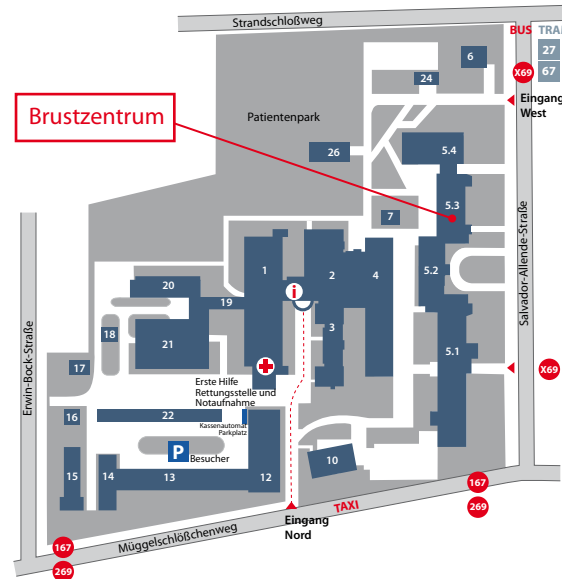 Strandschloßweg
BUS TRAM
27
67
X69
Eingang
West
6
24
Patientenpark
Brustzentrum
26
5.4
5.3
7
Salvador-Allende-Straße
1
2
4
5.2
i
20
19
3
18
21
5.1
Erwin-Bock-Straße
17
X69
Erste Hilfe
Rettungsstelle und
Notaufnahme
16
22
Kassenautomat
Parkplatz
P
Besucher
15
14
13
12
10
167
269
TAXI
Eingang
Nord
Müggelschlößchenweg
167
269